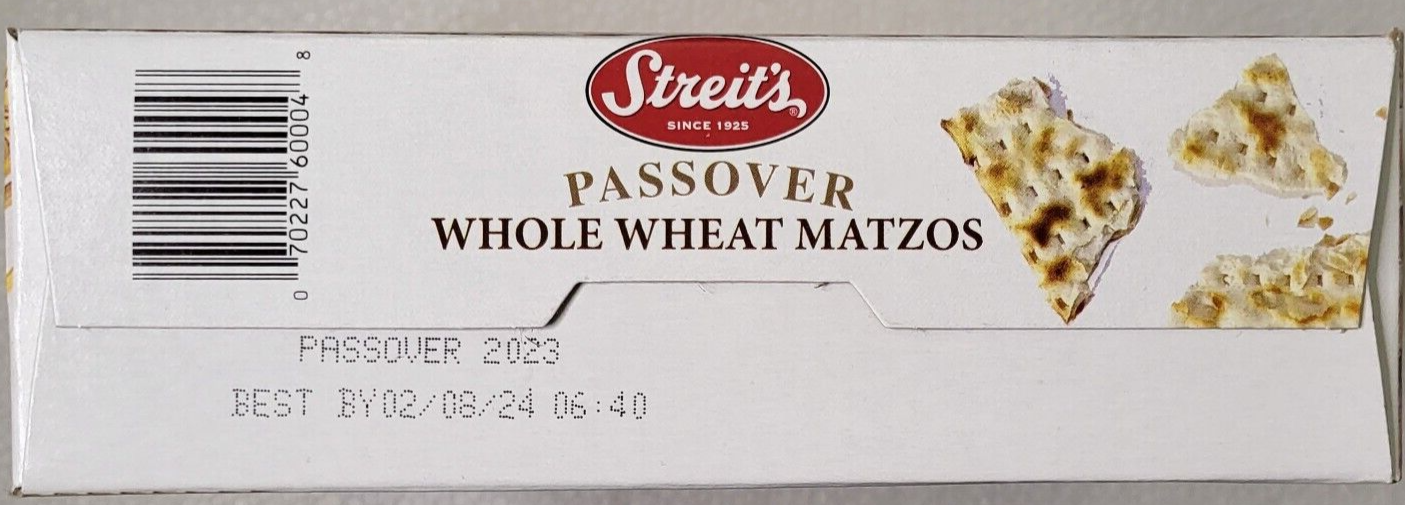 Streit's®
SINCE 1925
PASSOVER
WHOLE WHEAT MATZOS
0 70227 60004 8
PASSOVER 2023
BEST BY02/08/24 06:40